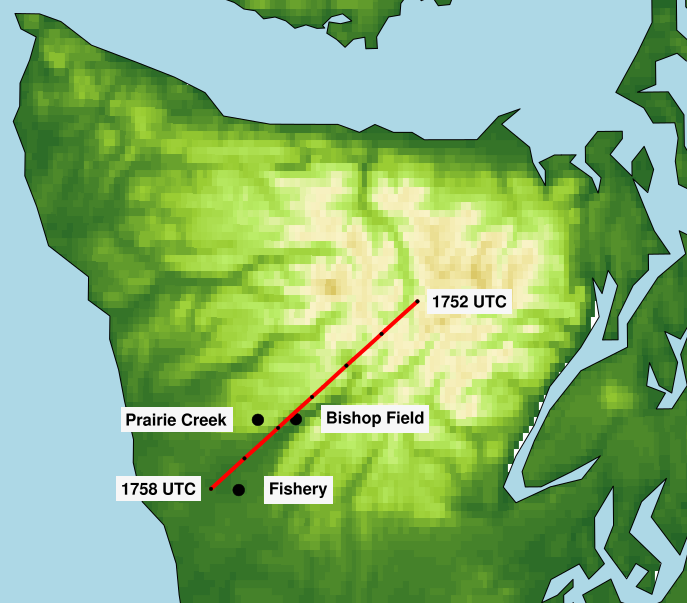 1752 UTC
Prairie Creek
Bishop Field
1758 UTC
Fishery